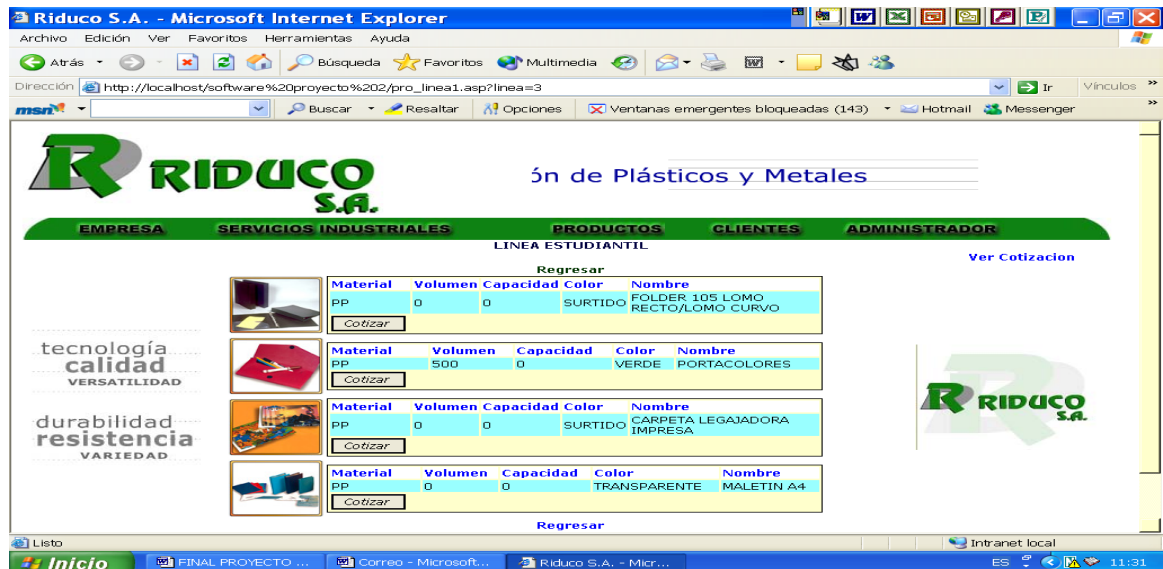 Riduco S.A. - Microsoft Internet Explorer
Archivo Edición Ver Favoritos Herramientas Ayuda
Atrás Búsqueda Favoritos Multimedia
Dirección http://localhost/software%20proyecto%202/pro_linea1.asp?linea=3 Ir Vínculos »
msn Buscar Resaltar Opciones Ventanas emergentes bloqueadas (143) Hotmail Messenger »
R RIDUCO S.A.
ón de Plásticos y Metales
EMPRESA SERVICIOS INDUSTRIALES PRODUCTOS CLIENTES ADMINISTRADOR
LINEA ESTUDIANTIL
Ver Cotizacion
Regresar
Material Volumen Capacidad Color Nombre
PP 0 0 SURTIDO FOLDER 105 LOMO
RECTO/LOMO CURVO
Cotizar
tecnología
calidad
VERSATILIDAD
Material Volumen Capacidad Color Nombre
PP 500 0 VERDE PORTACOLORES
Cotizar
R RIDUCO
S.A.
durabilidad
resistencia
VARIEDAD
Material Volumen Capacidad Color Nombre
PP 0 0 SURTIDO CARPETA LEGAJADORA
IMPRESA
Cotizar
Material Volumen Capacidad Color Nombre
PP 0 0 TRANSPARENTE MALETIN A4
Cotizar
Regresar
Listo Intranet local
Inicio FINAL PROYECTO ... Correo - Microsoft... Riduco S.A. - Micr... ES 11:31